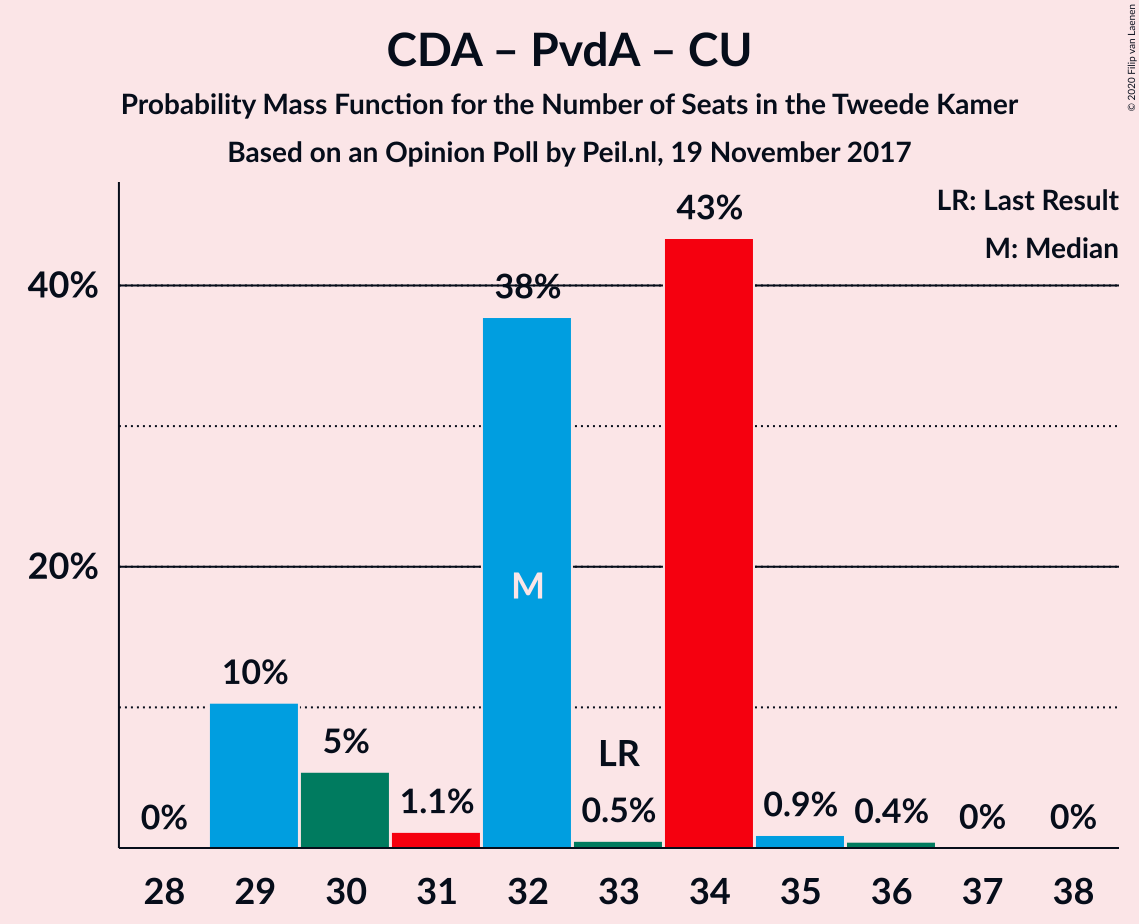 CDA – PvdA – CU
Probability Mass Function for the Number of Seats in the Tweede Kamer
Based on an Opinion Poll by Peil.nl, 19 November 2017
© 2020 Filip van Laenen
LR: Last Result
M: Median
40%
20%
0%
10%
5%
1.1%
38%
M
LR
0.5%
43%
0.9%
0.4%
0%
0%
28 29 30 31 32 33 34 35 36 37 38